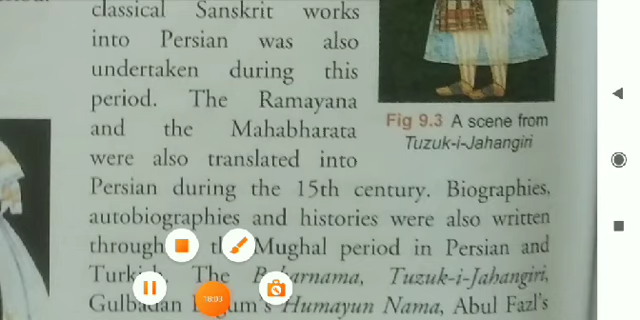 classical Sanskrit works
into Persian was also
undertaken during this
period. The Ramayana
and the Mahabharata
were also translated into
Persian during the 15th century. Biographies,
autobiographies and histories were also written
through Mughal period in Persian and
The Tuzuk-i-Jahangiri,
Humayun Nama, Abul Fazl's
Fig 9.3 A scene from
Tuzuk-i-Jahangiri